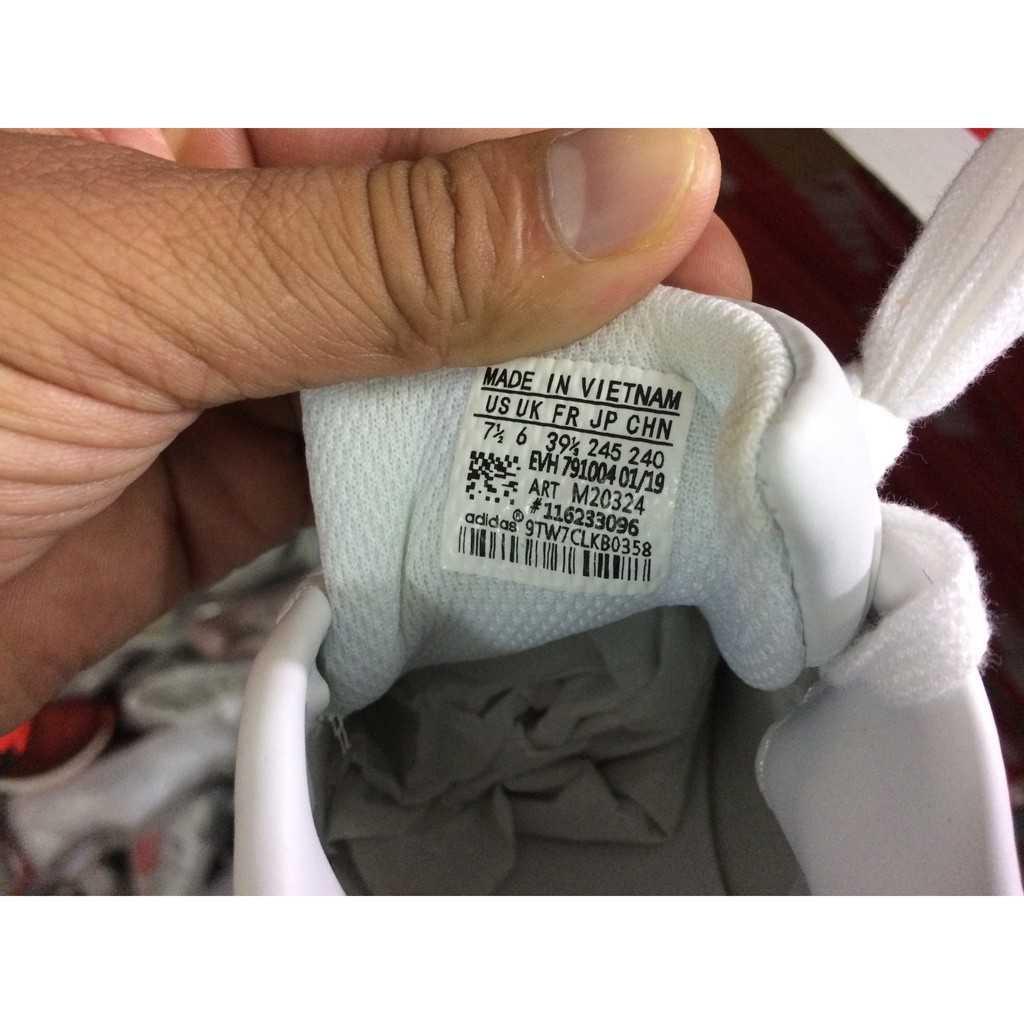 MADE IN VIETNAM
US UK FR JP CHN
7½ 6 39½ 245 240
EVH 791004 01/19
ART M20324
#116233096
adidas® 9TW7CLKB0358